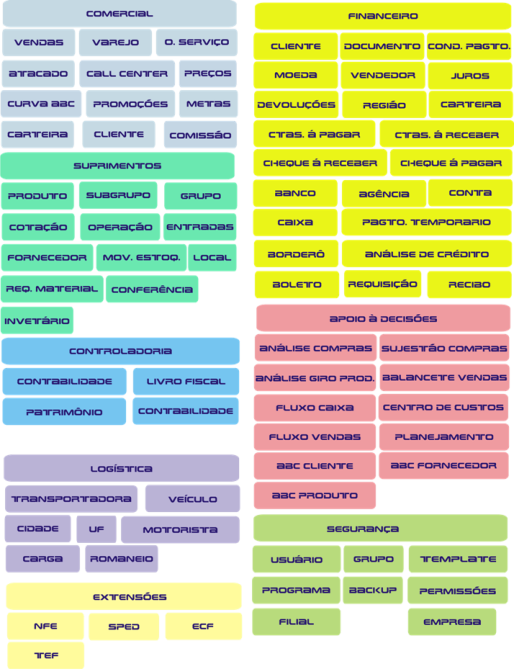 COMERCIAL
VENDAS VAREJO O. SERVIÇO
ATACADO CALL CENTER PREÇOS
CURVA ABC PROMOÇÕES METAS
CARTEIRA CLIENTE COMISSÃO
SUPRIMENTOS
PRODUTO SUBGRUPO GRUPO
COTAÇÃO OPERAÇÃO ENTRADAS
FORNECEDOR MOV. ESTOQ. LOCAL
REQ. MATERIAL CONFERÊNCIA
INVETÁRIO
CONTROLADORIA
CONTABILIDADE LIVRO FISCAL
PATRIMÔNIO CONTABILIDADE
LOGÍSTICA
TRANSPORTADORA VEÍCULO
CIDADE UF MOTORISTA
CARGA ROMANEIO
EXTENSÕES
NFE SPED ECF
TEF
FINANCEIRO
CLIENTE DOCUMENTO COND. PAGTO.
MOEDA VENDEDOR JUROS
DEVOLUÇÕES REGIÃO CARTEIRA
CTAS. À PAGAR CTAS. À RECEBER
CHEQUE À RECEBER CHEQUE À PAGAR
BANCO AGÊNCIA CONTA
CAIXA PAGTO. TEMPORARIO
BORDERÔ ANÁLISE DE CRÉDITO
BOLETO REQUISIÇÃO RECIBO
APOIO À DECISÕES
ANÁLISE COMPRAS SUJESTÃO COMPRAS
ANÁLISE GIRO PROD. BALANCETE VENDAS
FLUXO CAIXA CENTRO DE CUSTOS
FLUXO VENDAS PLANEJAMENTO
ABC CLIENTE ABC FORNECEDOR
ABC PRODUTO
SEGURANÇA
USUÁRIO GRUPO TEMPLATE
PROGRAMA BACKUP PERMISSÕES
FILIAL EMPRESA